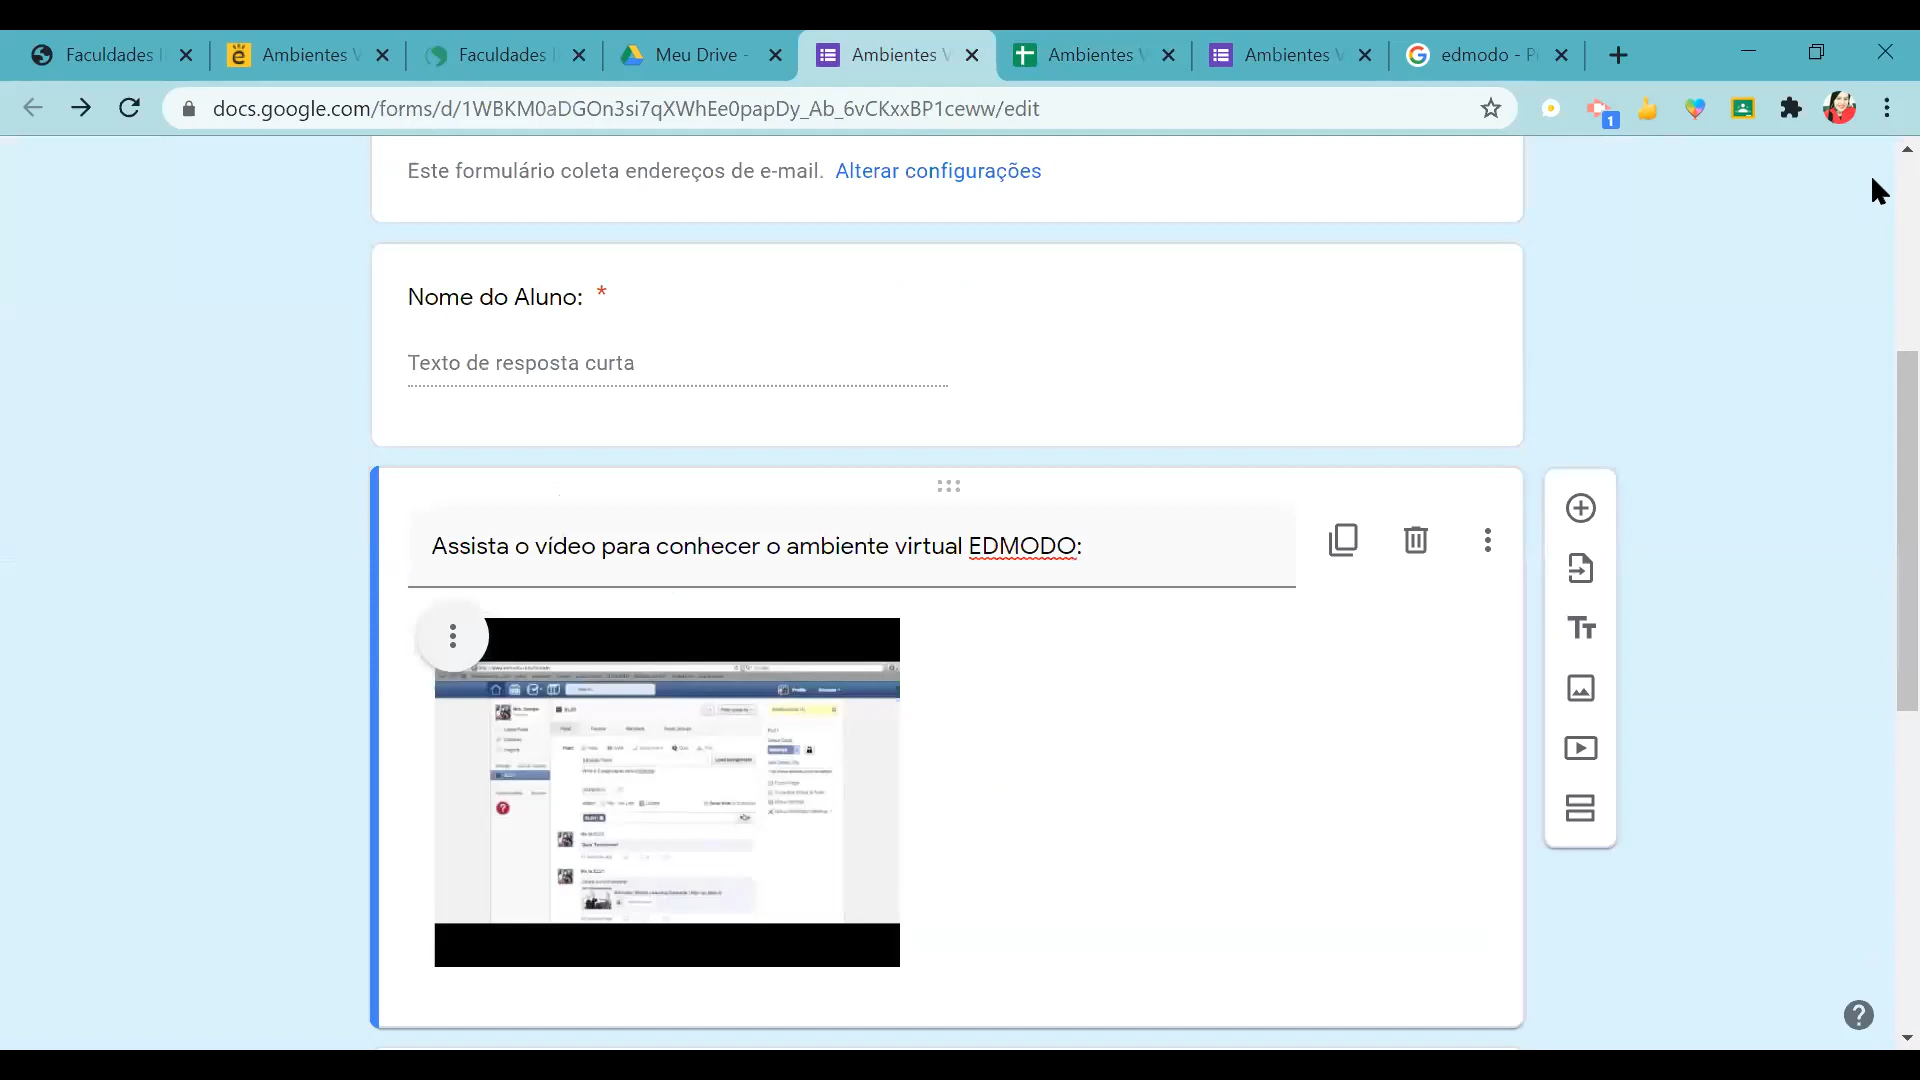 Faculdades
Ambientes V
Faculdades
Meu Drive -
Ambientes V
Ambientes V
Ambientes V
edmodo - P
docs.google.com/forms/d/1WBKM0aDGOn3si7qXWhEe0papDy_Ab_6vCKxxBP1ceww/edit
1
Este formulário coleta endereços de e-mail. Alterar configurações
Nome do Aluno: *
Texto de resposta curta
Assista o vídeo para conhecer o ambiente virtual EDMODO: